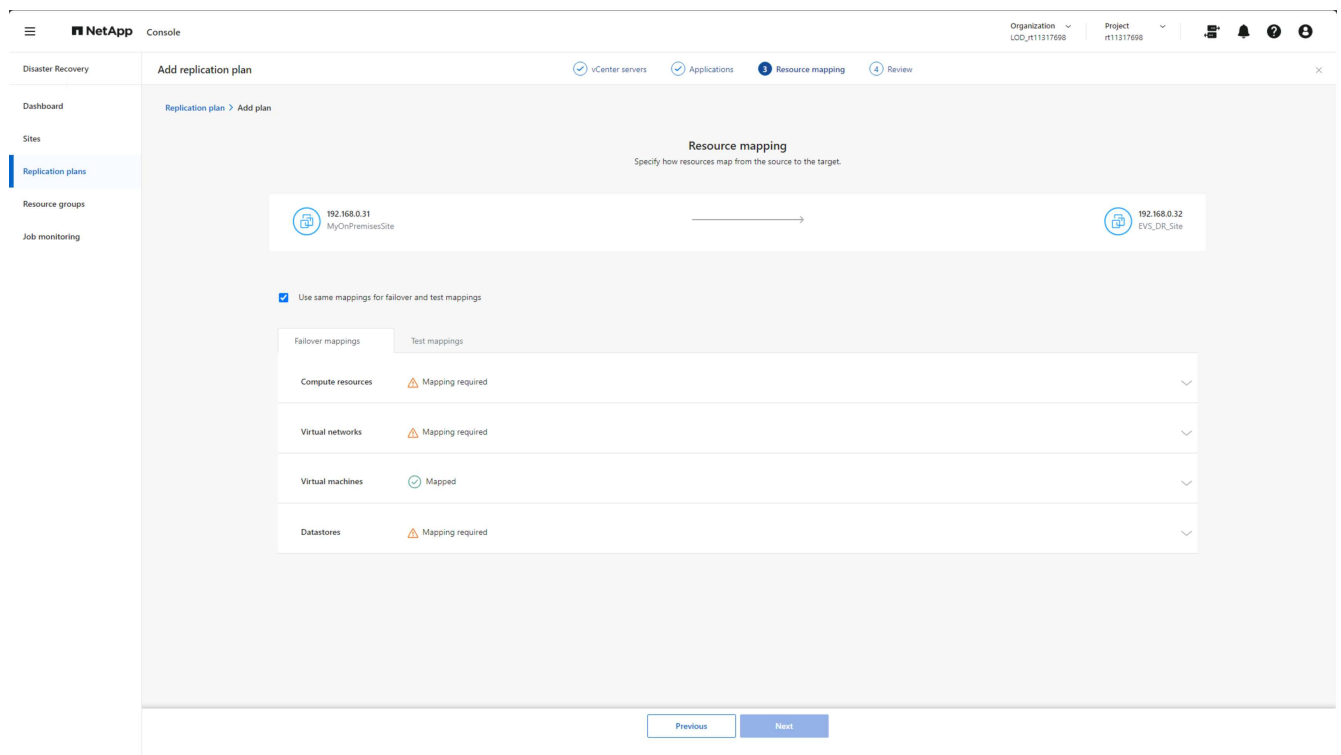 NetApp Console
Organization
LOD_rt11317698
Project
rt11317698
Disaster Recovery
Add replication plan
vCenter servers
Applications
3 Resource mapping
4 Review
Dashboard
Sites
Replication plans
Resource groups
Job monitoring
Replication plan > Add plan
Resource mapping
Specify how resources map from the source to the target.
192.168.0.31
MyOnPremisesSite
192.168.0.32
EVS_DR_Site
Use same mappings for failover and test mappings
Failover mappings
Test mappings
Compute resources Mapping required
Virtual networks Mapping required
Virtual machines Mapped
Datastores Mapping required
Previous
Next